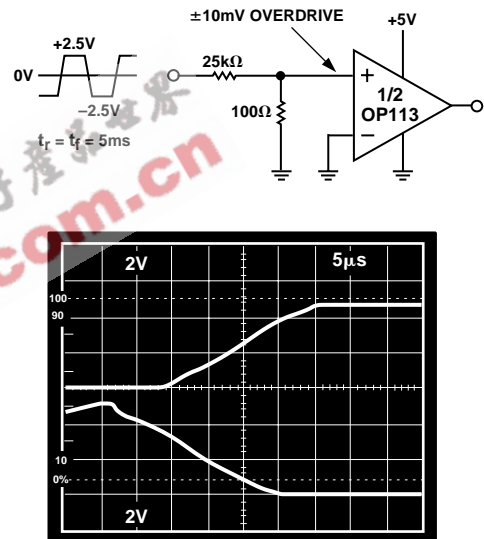 ±10mV OVERDRIVE
+5V
+2.5V
0V
25kΩ
100Ω
–2.5V
tr = tf = 5ms
+
–
1/2
OP113
.com.cn
2V
5µs
100
90
10
0%
2V